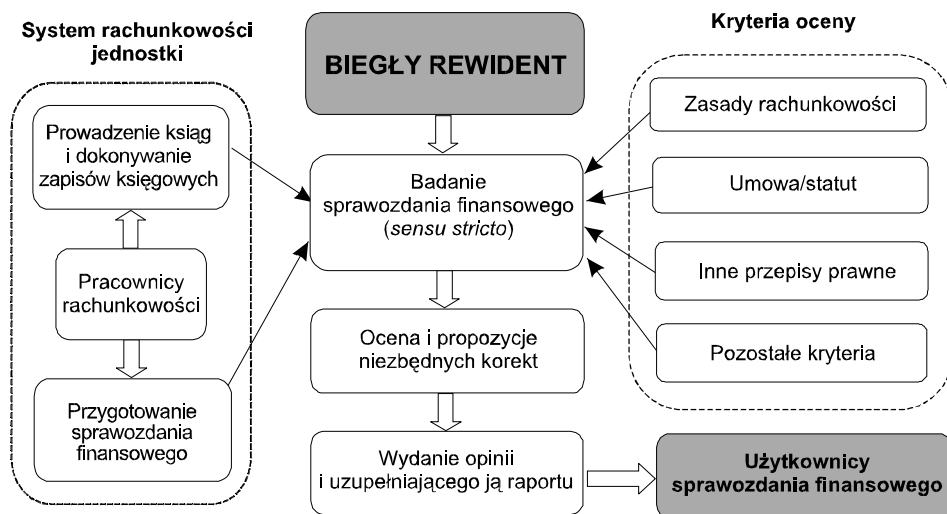 System rachunkowości
jednostki
Prowadzenie ksiąg
i dokonywanie
zapisów księgowych
Pracownicy
rachunkowości
Przygotowanie
sprawozdania
finansowego
BIEGŁY REWIDENT
Badanie
sprawozdania finansowego
(sensu stricto)
Ocena i propozycje
niezbędnych korekt
Wydanie opinii
i uzupełniającego ją raportu
Kryteria oceny
Zasady rachunkowości
Umowa/statut
Inne przepisy prawne
Pozostałe kryteria
Użytkownicy
sprawozdania finansowego